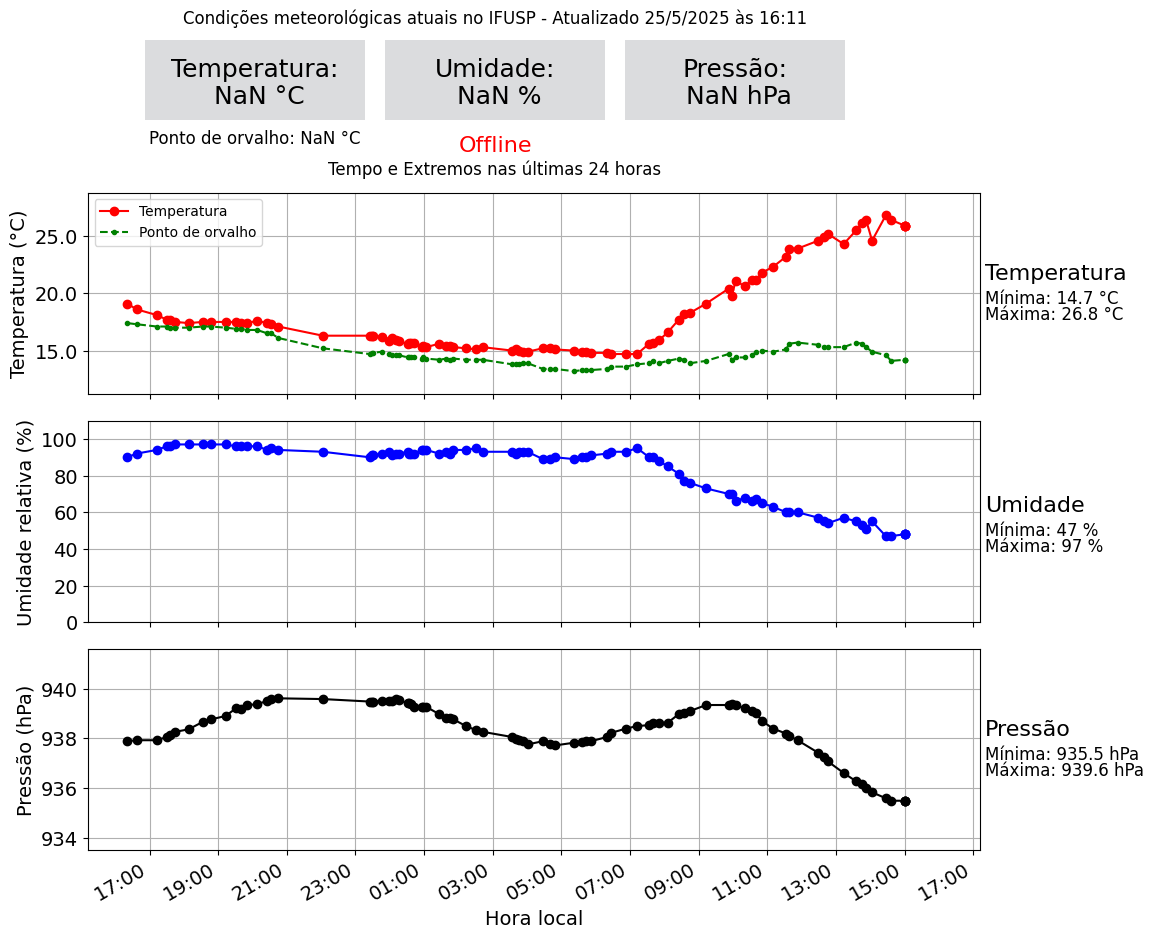 Condições meteorológicas atuais no IFUSP - Atualizado 25/5/2025 às 16:11
Temperatura:
NaN °C
Umidade:
NaN %
Pressão:
NaN hPa
Ponto de orvalho: NaN °C
Offline
Tempo e Extremos nas últimas 24 horas
Temperatura (°C)
25.0
20.0
15.0
Temperatura
Ponto de orvalho
Temperatura
Mínima: 14.7 °C
Máxima: 26.8 °C
Umidade relativa (%)
100
80
60
40
20
0
Umidade
Mínima: 47 %
Máxima: 97 %
Pressão (hPa)
940
938
936
934
Pressão
Mínima: 935.5 hPa
Máxima: 939.6 hPa
17:00 19:00 21:00 23:00 01:00 03:00 05:00 07:00 09:00 11:00 13:00 15:00 17:00
Hora local